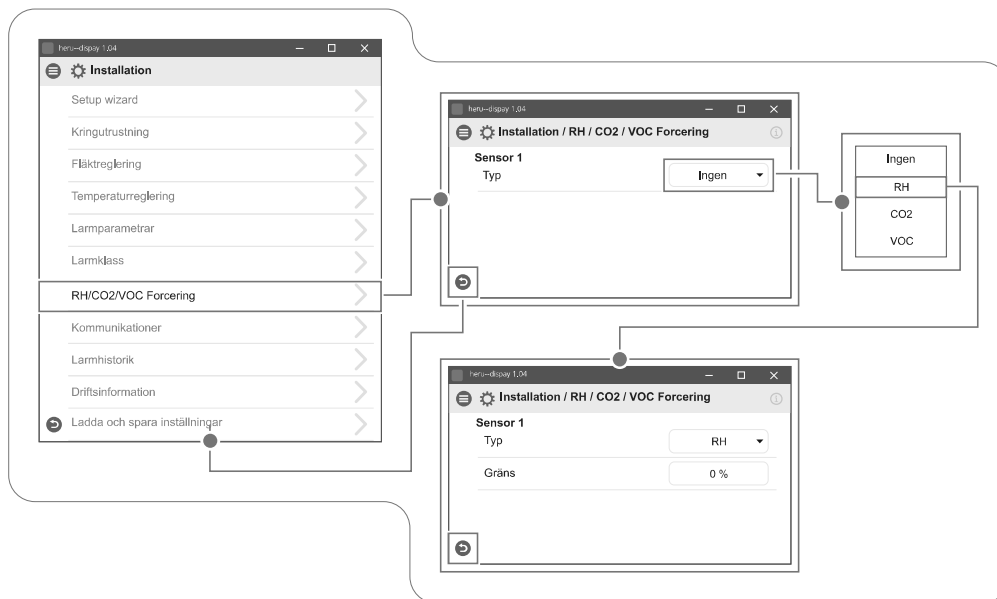 heru--dispay 1.04
Installation
Setup wizard
Kringutrustning
Fläktreglering
Temperaturreglering
Larmparametrar
Larmklass
RH/CO2/VOC Forcering
Kommunikationer
Larmhistorik
Driftsinformation
Ladda och spara inställningar
heru--dispay 1,04
Installation / RH / CO2 / VOC Forcering
Sensor 1
Typ Ingen
Ingen
RH
CO2
VOC
heru--dispay 1,04
Installation / RH / CO2 / VOC Forcering
Sensor 1
Typ RH
Gräns 0 %